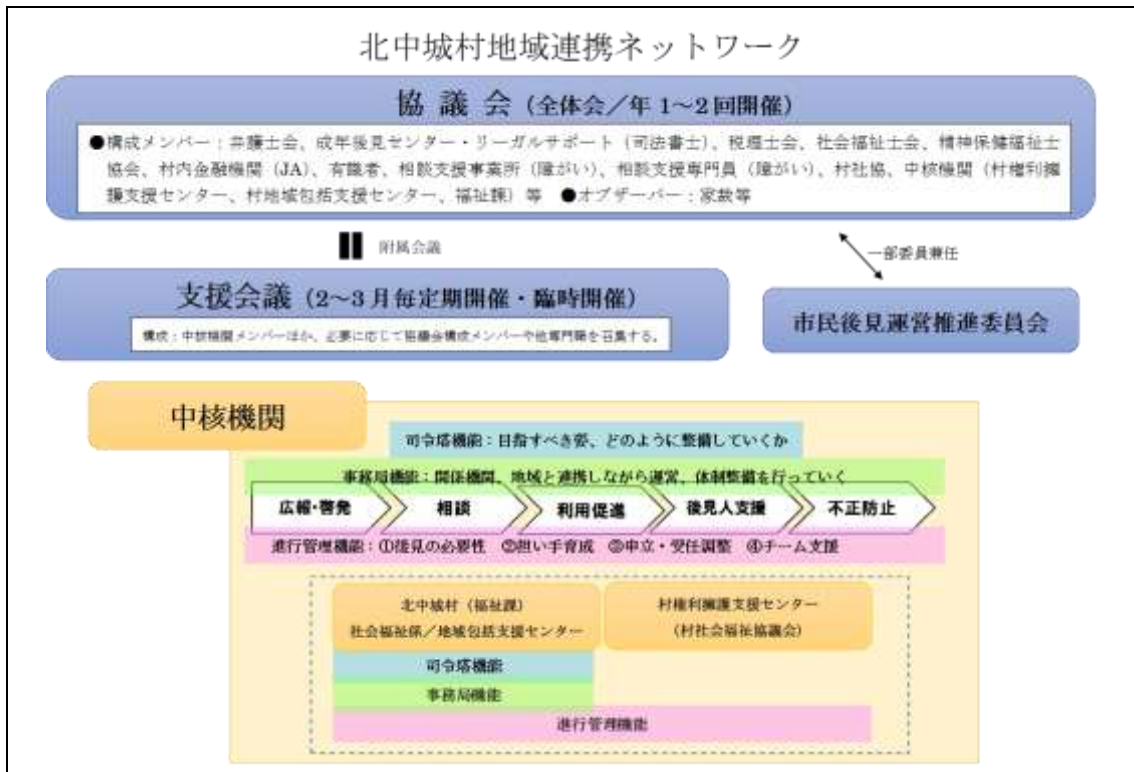 北中城村地域連携ネットワーク
協 議 会 (全体会/年 1~2回開催)
●構成メンバー：弁護士会、成年後見センター・リーガルサポート（司法書士）、税理士会、社会福祉士会、精神保健福祉士
協会、村内金融機関（JA）、有識者、相談支援事業所（障がい）、相談支援専門員（障がい）、村社協、中核機関（村権利擁
護支援センター、村地域包括支援センター、福祉課）等　●オブザーバー：家族等
附属会議
一部委員兼任
支援会議（2～3月毎定期開催・臨時開催）
構成：中核機関メンバーほか、必要に応じて協議会構成メンバーや他専門職を召集する。
市民後見運営推進委員会
中核機関
司令塔機能：目指すべき姿、どのように整備していくか
事務局機能：関係機関、地域と連携しながら運営、体制整備を行っていく
広報・啓発　相談　利用促進　後見人支援　不正防止
進行管理機能：①後見の必要性　②担い手育成　③申立・受任調整　④チーム支援
北中城村（福祉課）
社会福祉係／地域包括支援センター
村権利擁護支援センター
（村社会福祉協議会）
司令塔機能
事務局機能
進行管理機能